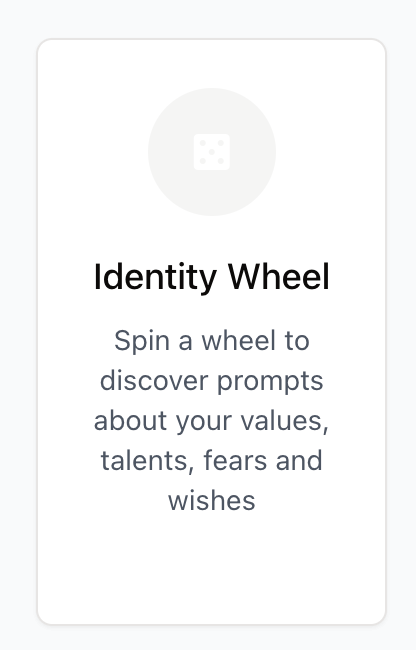 Identity Wheel
Spin a wheel to
discover prompts
about your values,
talents, fears and
wishes